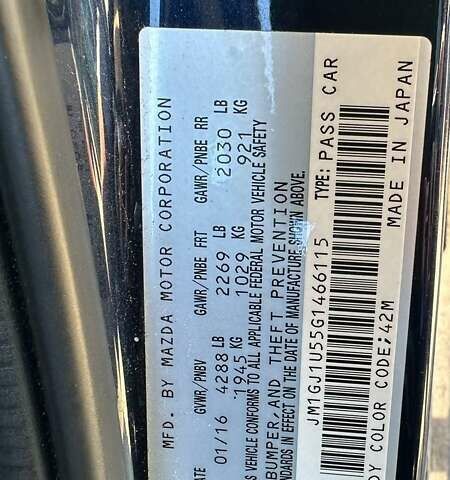 MFD. BY MAZDA MOTOR CORPORATION
GVWR/PNBV GAWR/PNBE FRT GAWR/PNBE RR
01/16 4288 LB 2269 LB 2030 LB
1945 KG 1029 KG 921 KG
VEHICLE CONFORMS TO ALL APPLICABLE FEDERAL MOTOR VEHICLE SAFETY
BUMPER, AND THEFT PREVENTION
STANDARDS IN EFFECT ON THE DATE OF MANUFACTURE SHOWN ABOVE.
JM1GJ1U55G1466115 TYPE: PASS CAR
COLOR CODE: 42M MADE IN JAPAN